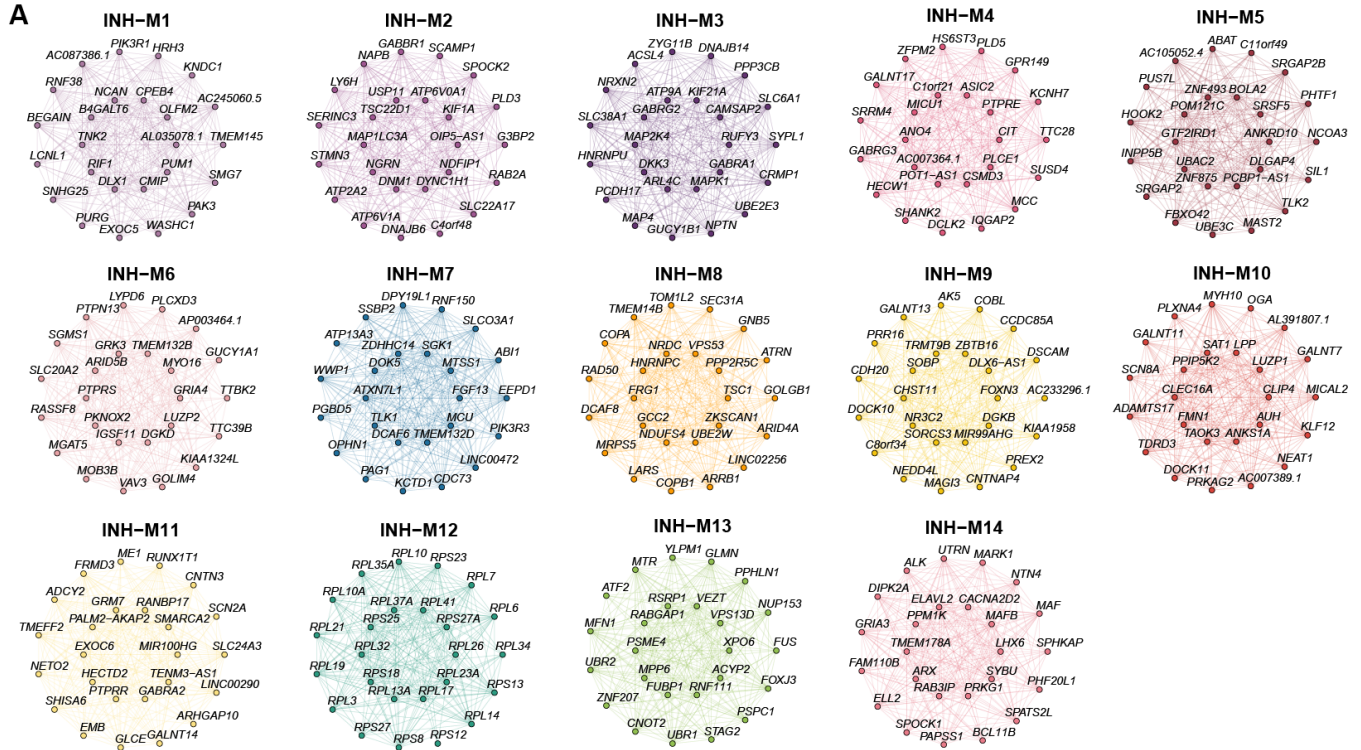 A
INH−M1
PIK3R1
HRH3
AC087386.1
KNDC1
RNF38
NCAN
CPEB4
AC245060.5
B4GALT6
OLFM2
BEGAIN
TNK2
AL035078.1
TMEM145
LCNL1
RIF1
PUM1
SMG7
DLX1
CMIP
SNHG25
PAK3
PURG
WASHC1
EXOC5
INH−M2
GABBR1
SCAMP1
NAPB
SPOCK2
LY6H
USP11
ATP6V0A1
PLD3
TSC22D1
KIF1A
SERINC3
MAP1LC3A
OIP5−AS1
G3BP2
STMN3
NGRN
NDFIP1
RAB2A
DNM1
DYNC1H1
ATP2A2
SLC22A17
ATP6V1A
C4orf48
DNAJB6
INH−M3
ZYG11B
DNAJB14
ACSL4
PPP3CB
NRXN2
ATP9A
KIF21A
SLC6A1
GABRG2
CAMSAP2
SLC38A1
MAP2K4
RUFY3
SYPL1
HNRNPU
DKK3
GABRA1
CRMP1
ARL4C
MAPK1
PCDH17
UBE2E3
MAP4
NPTN
GUCY1B1
INH−M4
HS6ST3
PLD5
ZFPM2
GPR149
GALNT17
C1orf21
ASIC2
KCNH7
MICU1
PTPRE
SRRM4
ANO4
CIT
TTC28
GABRG3
AC007364.1
PLCE1
SUSD4
POT1−AS1
CSMD3
HECW1
MCC
SHANK2
IQGAP2
DCLK2
INH−M5
ABAT
C11orf49
AC105052.4
SRGAP2B
PUS7L
ZNF493
BOLA2
PHTF1
POM121C
SRSF5
HOOK2
GTF2IRD1
ANKRD10
NCOA3
INPP5B
UBAC2
DLGAP4
SIL1
ZNF875
PCBP1−AS1
SRGAP2
TLK2
FBXO42
MAST2
UBE3C
INH−M6
LYPD6
PLCXD3
PTPN13
AP003464.1
SGMS1
GRK3
TMEM132B
GUCY1A1
ARID5B
MYO16
SLC20A2
PTPRS
GRIA4
TTBK2
RASSF8
PKNOX2
LUZP2
TTC39B
IGSF11
DGKD
MGAT5
KIAA1324L
MOB3B
GOLIM4
VAV3
INH−M7
DPY19L1
RNF150
SSBP2
SLCO3A1
ATP13A3
ZDHHC14
SGK1
ABI1
DOK5
MTSS1
WWP1
ATXN7L1
FGF13
EEPD1
PGBD5
TLK1
MCU
PIK3R3
DCAF6
TMEM132D
OPHN1
LINC00472
PAG1
CDC73
KCTD1
INH−M8
TOM1L2
SEC31A
TMEM14B
GNB5
COPA
NRDC
VPS53
ATRN
HNRNPC
PPP2R5C
RAD50
FRG1
TSC1
GOLGB1
DCAF8
GCC2
ZKSCAN1
ARID4A
NDUFS4
UBE2W
MRPS5
LINC02256
LARS
ARRB1
COPB1
INH−M9
AK5
COBL
GALNT13
CCDC85A
PRR16
TRMT9B
ZBTB16
DSCAM
SOBP
DLX6−AS1
CDH20
CHST11
FOXN3
AC233296.1
DOCK10
NR3C2
DGKB
KIAA1958
SORCS3
MIR99AHG
C8orf34
PREX2
NEDD4L
CNTNAP4
MAGI3
INH−M10
MYH10
OGA
PLXNA4
AL391807.1
GALNT11
SAT1
LPP
GALNT7
PPIP5K2
LUZP1
SCN8A
CLEC16A
CLIP4
MICAL2
ADAMTS17
FMN1
AUH
KLF12
TAOK3
ANKS1A
TDRD3
NEAT1
DOCK11
AC007389.1
PRKAG2
INH−M11
ME1
RUNX1T1
FRMD3
CNTN3
ADCY2
GRM7
RANBP17
SCN2A
PALM2−AKAP2
SMARCA2
TMEFF2
EXOC6
MIR100HG
SLC24A3
NETO2
HECTD2
TENM3−AS1
LINC00290
PTPRR
GABRA2
SHISA6
ARHGAP10
EMB
GALNT14
GLCE
INH−M12
RPL10
RPS23
RPL35A
RPL7
RPL10A
RPL37A
RPL41
RPL6
RPS25
RPS27A
RPL21
RPL32
RPL26
RPL34
RPL19
RPS18
RPL23A
RPS13
RPL13A
RPL17
RPL3
RPL14
RPS27
RPS12
RPS8
INH−M13
YLPM1
GLMN
MTR
PPHLN1
ATF2
RSRP1
VEZT
NUP153
RABGAP1
VPS13D
MFN1
PSME4
XPO6
FUS
UBR2
MPP6
ACYP2
FOXJ3
FUBP1
RNF111
ZNF207
PSPC1
CNOT2
STAG2
UBR1
INH−M14
UTRN
MARK1
ALK
NTN4
DIPK2A
ELAVL2
CACNA2D2
MAF
PPM1K
MAFB
GRIA3
TMEM178A
LHX6
SPHKAP
FAM110B
ARX
SYBU
PHF20L1
RAB3IP
PRKG1
ELL2
SPATS2L
SPOCK1
BCL11B
PAPSS1